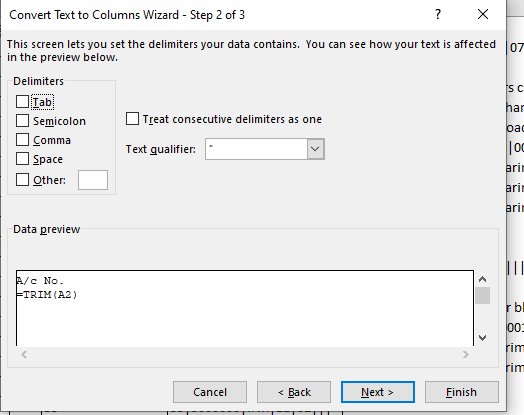 Convert Text to Columns Wizard - Step 2 of 3
?
This screen lets you set the delimiters your data contains.  You can see how your text is affected
in the preview below.
Delimiters
Tab
Semicolon
Comma
Space
Other:
Treat consecutive delimiters as one
Text qualifier:
"
Data preview
A/c No.
=TRIM(A2)
Cancel
< Back
Next >
Finish